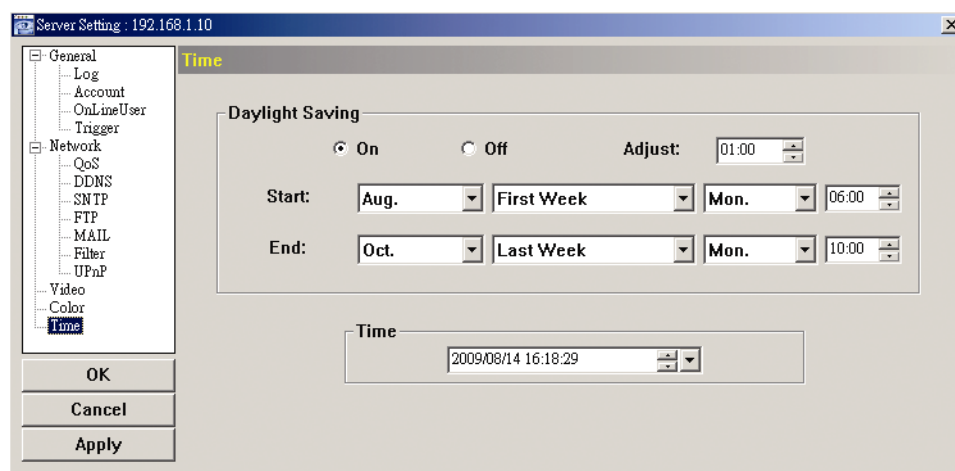 Server Setting : 192.168.1.10
General
Log
Account
OnLineUser
Trigger
Network
QoS
DDNS
SNTP
FTP
MAIL
Filter
UPnP
Video
Color
Time
OK
Cancel
Apply
Time
Daylight Saving
On Off Adjust: 01:00
Start: Aug. First Week Mon. 06:00
End: Oct. Last Week Mon. 10:00
Time
2009/08/14 16:18:29